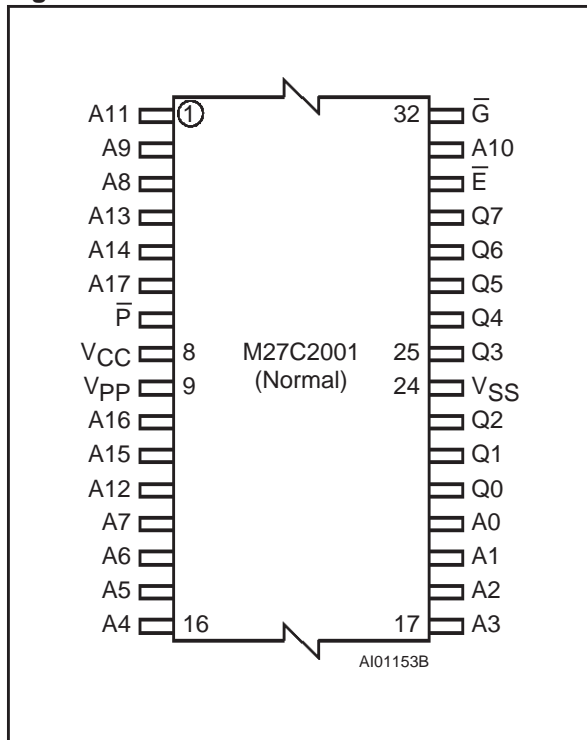 A11 1 32 G̅
A9 A10
A8 E̅
A13 Q7
A14 Q6
A17 Q5
P̅ Q4
VCC 8 M27C2001 25 Q3
VPP 9 (Normal) 24 VSS
A16 Q2
A15 Q1
A12 Q0
A7 A0
A6 A1
A5 A2
A4 16 17 A3
AI01153B